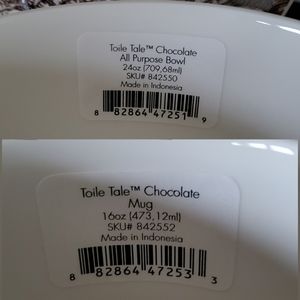 Toile Tale™ Chocolate
All Purpose Bowl
24oz (709,68ml)
SKU# 842550
Made in Indonesia
8 82864 47251 9
Toile Tale™ Chocolate
Mug
16oz (473,12ml)
SKU# 842552
Made in Indonesia
8 82864 47253 3